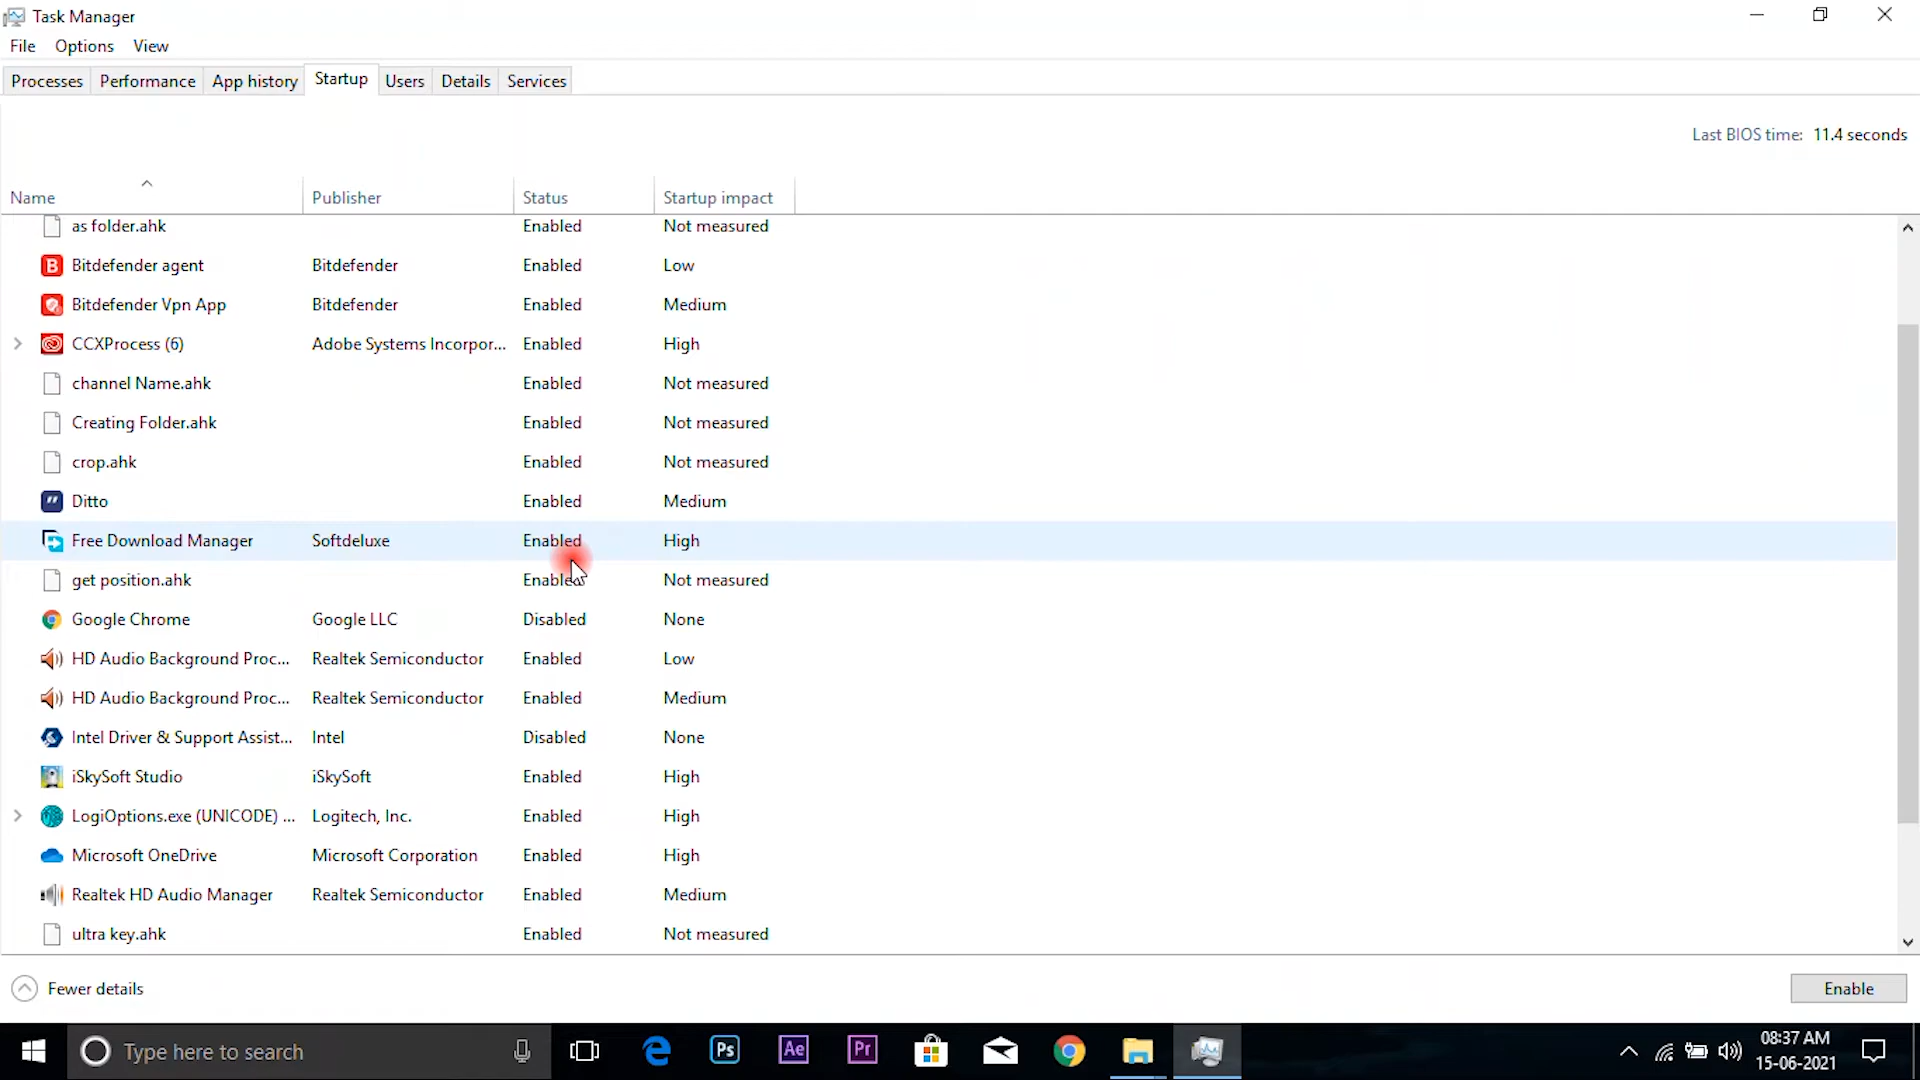 Task Manager
File Options View
Processes Performance App history Startup Users Details Services
Last BIOS time: 11.4 seconds
Name Publisher Status Startup impact
as folder.ahk Enabled Not measured
Bitdefender agent Bitdefender Enabled Low
Bitdefender Vpn App Bitdefender Enabled Medium
CCXProcess (6) Adobe Systems Incorpor... Enabled High
channel Name.ahk Enabled Not measured
Creating Folder.ahk Enabled Not measured
crop.ahk Enabled Not measured
Ditto Enabled Medium
Free Download Manager Softdeluxe Enabled High
get position.ahk Enabled Not measured
Google Chrome Google LLC Disabled None
HD Audio Background Proc... Realtek Semiconductor Enabled Low
HD Audio Background Proc... Realtek Semiconductor Enabled Medium
Intel Driver & Support Assist... Intel Disabled None
iSkySoft Studio iSkySoft Enabled High
LogiOptions.exe (UNICODE) ... Logitech, Inc. Enabled High
Microsoft OneDrive Microsoft Corporation Enabled High
Realtek HD Audio Manager Realtek Semiconductor Enabled Medium
ultra key.ahk Enabled Not measured
Fewer details Enable
Type here to search Ps Ae Pr 08:37 AM
15-06-2021